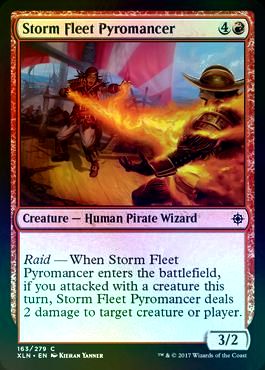 Storm Fleet Pyromancer 4
Creature — Human Pirate Wizard
Raid — When Storm Fleet
Pyromancer enters the battlefield,
if you attacked with a creature this
turn, Storm Fleet Pyromancer deals
2 damage to target creature or player.
3/2
163/279 C
XLN • EN KIERAN YANNER
™ & © 2017 Wizards of the Coast